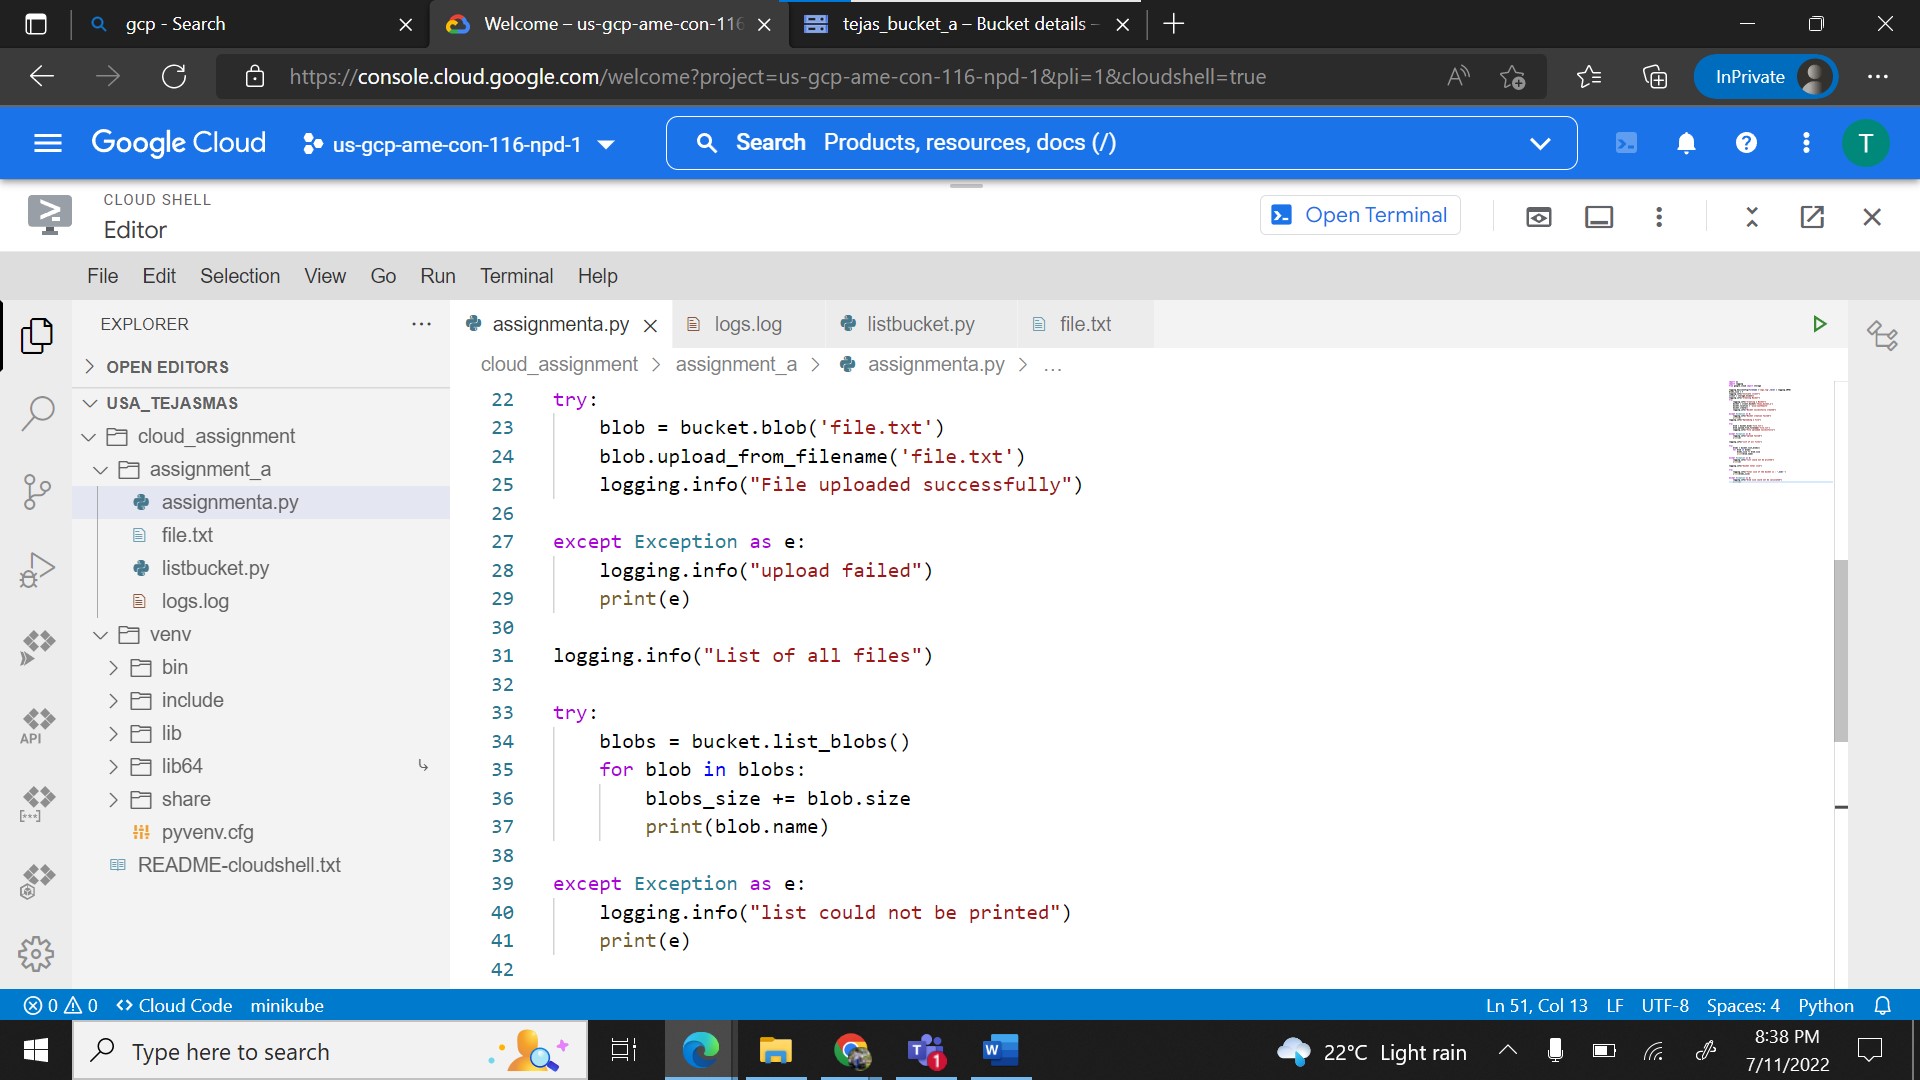 gcp - Search
Welcome – us-gcp-ame-con-116
tejas_bucket_a – Bucket details –
https://console.cloud.google.com/welcome?project=us-gcp-ame-con-116-npd-1&pli=1&cloudshell=true
InPrivate
Google Cloud
us-gcp-ame-con-116-npd-1
Search Products, resources, docs (/)
T
CLOUD SHELL
Editor
Open Terminal
File Edit Selection View Go Run Terminal Help
EXPLORER
OPEN EDITORS
USA_TEJASMAS
cloud_assignment
assignment_a
assignmenta.py
file.txt
listbucket.py
logs.log
venv
bin
include
lib
lib64
share
pyvenv.cfg
README-cloudshell.txt
API
assignmenta.py logs.log listbucket.py file.txt
cloud_assignment > assignment_a > assignmenta.py > ...
22 try:
23 blob = bucket.blob('file.txt')
24 blob.upload_from_filename('file.txt')
25 logging.info("File uploaded successfully")
26
27 except Exception as e:
28 logging.info("upload failed")
29 print(e)
30
31 logging.info("List of all files")
32
33 try:
34 blobs = bucket.list_blobs()
35 for blob in blobs:
36 blobs_size += blob.size
37 print(blob.name)
38
39 except Exception as e:
40 logging.info("list could not be printed")
41 print(e)
42
0 0 Cloud Code minikube
Ln 51, Col 13 LF UTF-8 Spaces: 4 Python
Type here to search
22°C Light rain
8:38 PM
7/11/2022